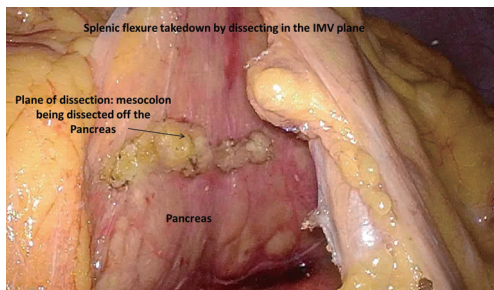 Splenic flexure takedown by dissecting in the IMV plane
Plane of dissection: mesocolon
being dissected off the
Pancreas
Pancreas